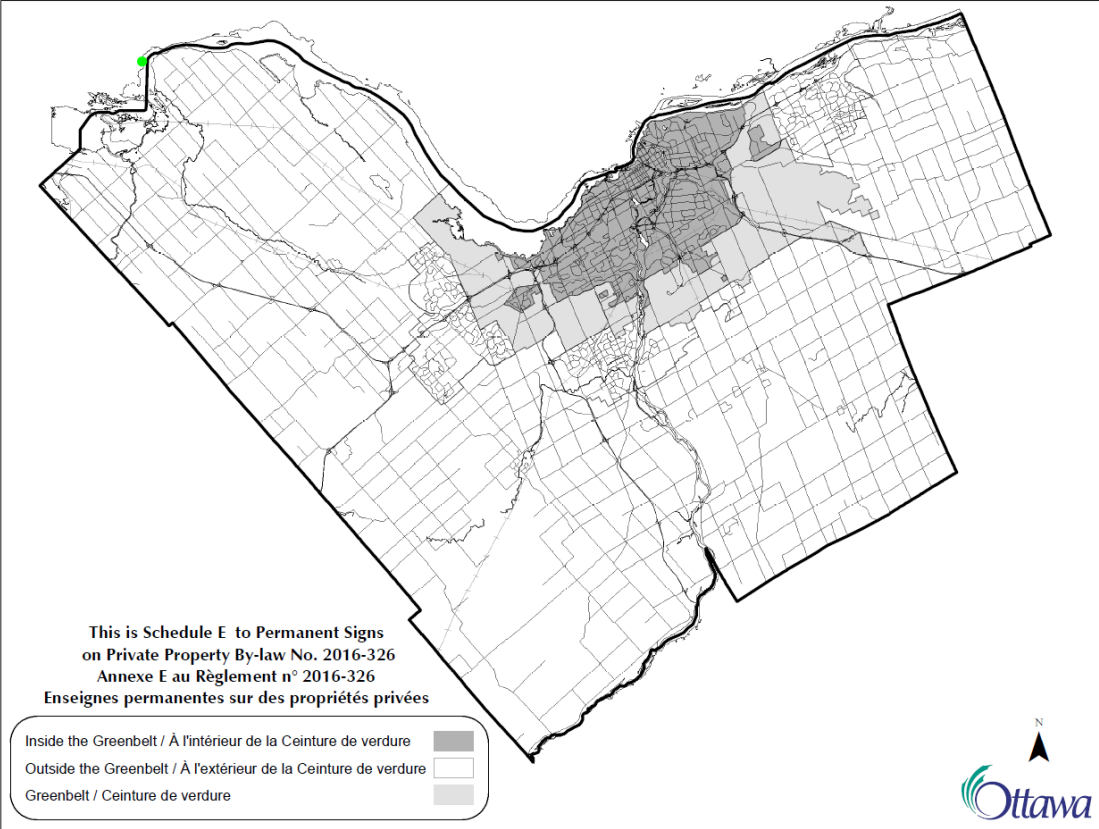 This is Schedule E to Permanent Signs
on Private Property By-law No. 2016-326
Annexe E au Règlement n° 2016-326
Enseignes permanentes sur des propriétés privées
Inside the Greenbelt / À l'intérieur de la Ceinture de verdure
Outside the Greenbelt / À l'extérieur de la Ceinture de verdure
Greenbelt / Ceinture de verdure
N
Ottawa